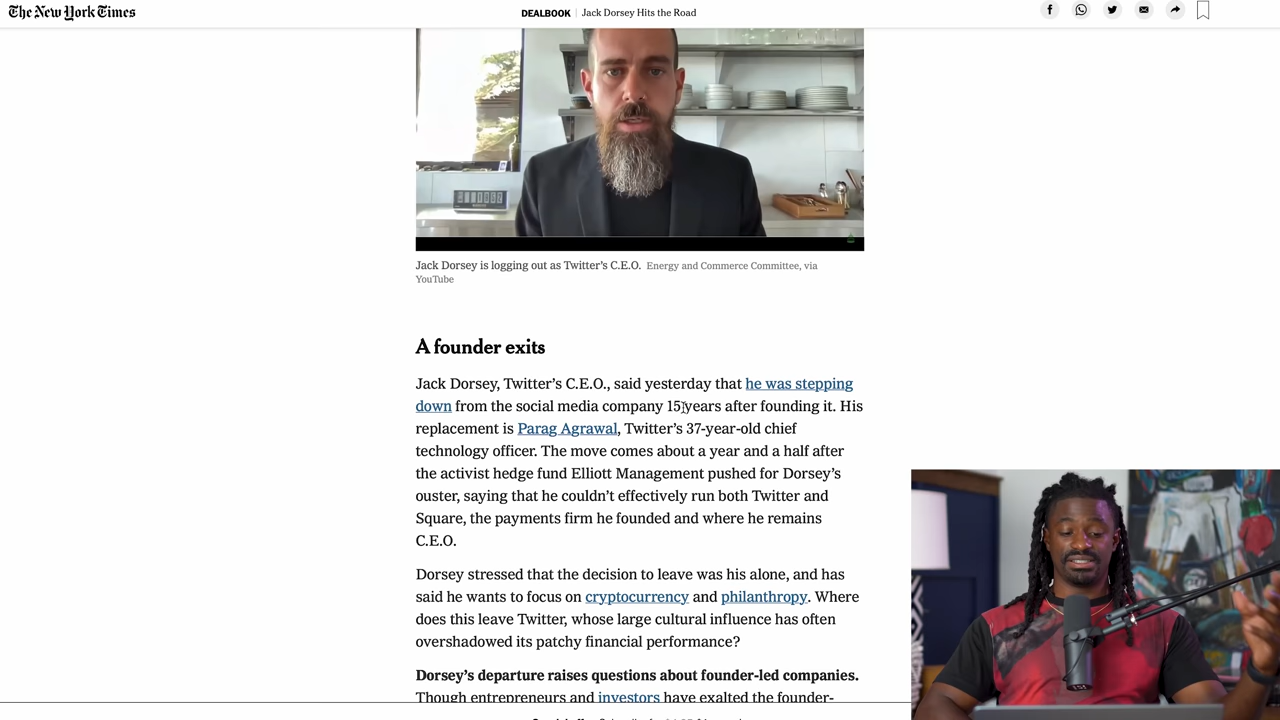 The New York Times
DEALBOOK | Jack Dorsey Hits the Road
Jack Dorsey is logging out as Twitter’s C.E.O. Energy and Commerce Committee, via
YouTube
A founder exits
Jack Dorsey, Twitter’s C.E.O., said yesterday that he was stepping
down from the social media company 15 years after founding it. His
replacement is Parag Agrawal, Twitter’s 37-year-old chief
technology officer. The move comes about a year and a half after
the activist hedge fund Elliott Management pushed for Dorsey’s
ouster, saying that he couldn’t effectively run both Twitter and
Square, the payments firm he founded and where he remains
C.E.O.
Dorsey stressed that the decision to leave was his alone, and has
said he wants to focus on cryptocurrency and philanthropy. Where
does this leave Twitter, whose large cultural influence has often
overshadowed its patchy financial performance?
Dorsey’s departure raises questions about founder-led companies.
Though entrepreneurs and investors have exalted the founder-